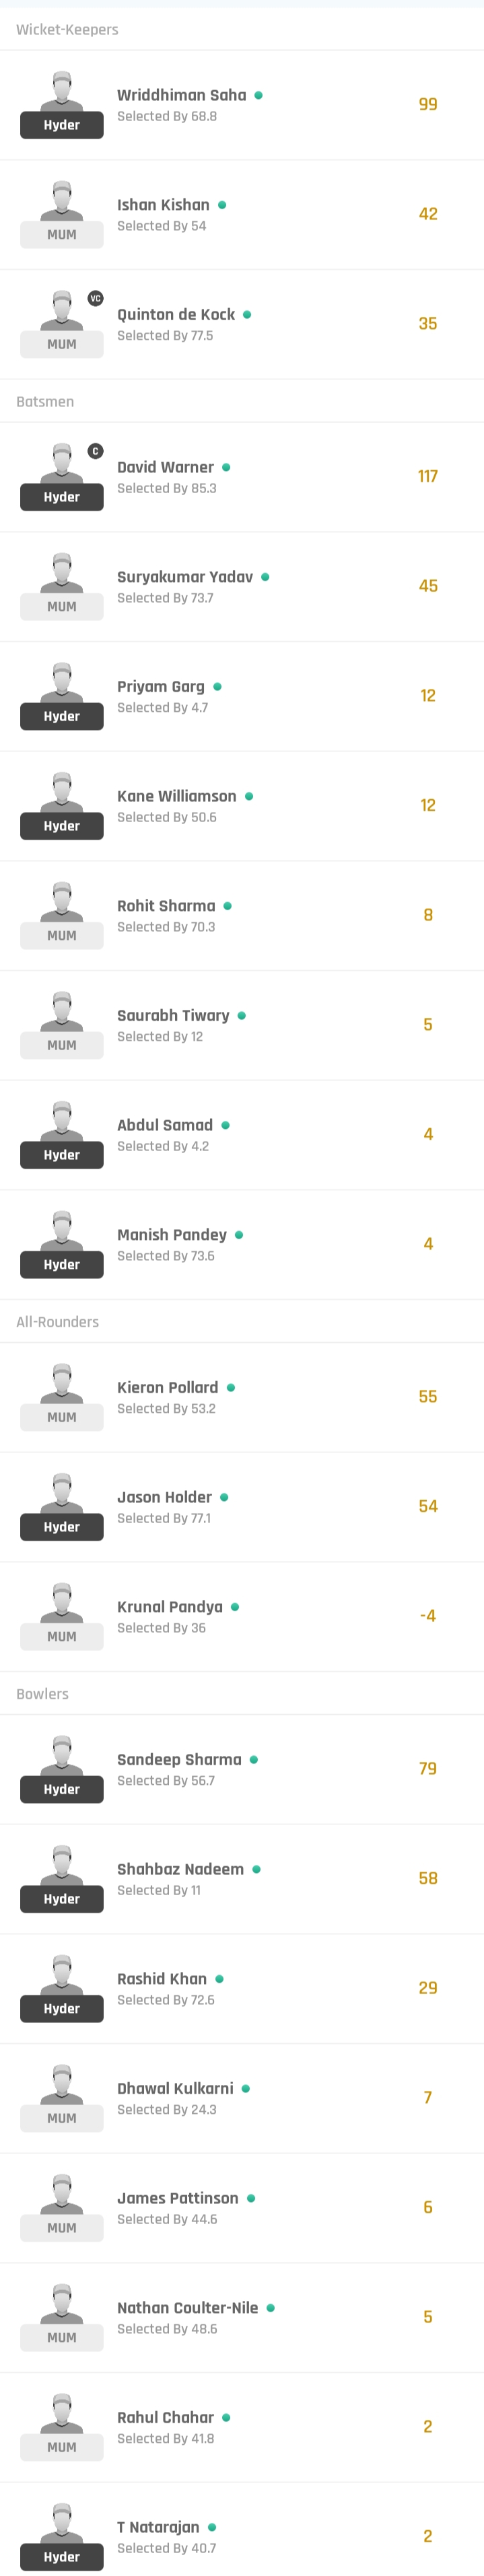 Wicket-Keepers
Wriddhiman Saha
Selected By 68.8
99
Hyder
Ishan Kishan
Selected By 54
42
MUM
VC
Quinton de Kock
Selected By 77.5
35
MUM
Batsmen
C
David Warner
Selected By 85.3
117
Hyder
Suryakumar Yadav
Selected By 73.7
45
MUM
Priyam Garg
Selected By 4.7
12
Hyder
Kane Williamson
Selected By 50.6
12
Hyder
Rohit Sharma
Selected By 70.3
8
MUM
Saurabh Tiwary
Selected By 12
5
MUM
Abdul Samad
Selected By 4.2
4
Hyder
Manish Pandey
Selected By 73.6
4
Hyder
All-Rounders
Kieron Pollard
Selected By 53.2
55
MUM
Jason Holder
Selected By 77.1
54
Hyder
Krunal Pandya
Selected By 36
-4
MUM
Bowlers
Sandeep Sharma
Selected By 56.7
79
Hyder
Shahbaz Nadeem
Selected By 11
58
Hyder
Rashid Khan
Selected By 72.6
29
Hyder
Dhawal Kulkarni
Selected By 24.3
7
MUM
James Pattinson
Selected By 44.6
6
MUM
Nathan Coulter-Nile
Selected By 48.6
5
MUM
Rahul Chahar
Selected By 41.8
2
MUM
T Natarajan
Selected By 40.7
2
Hyder